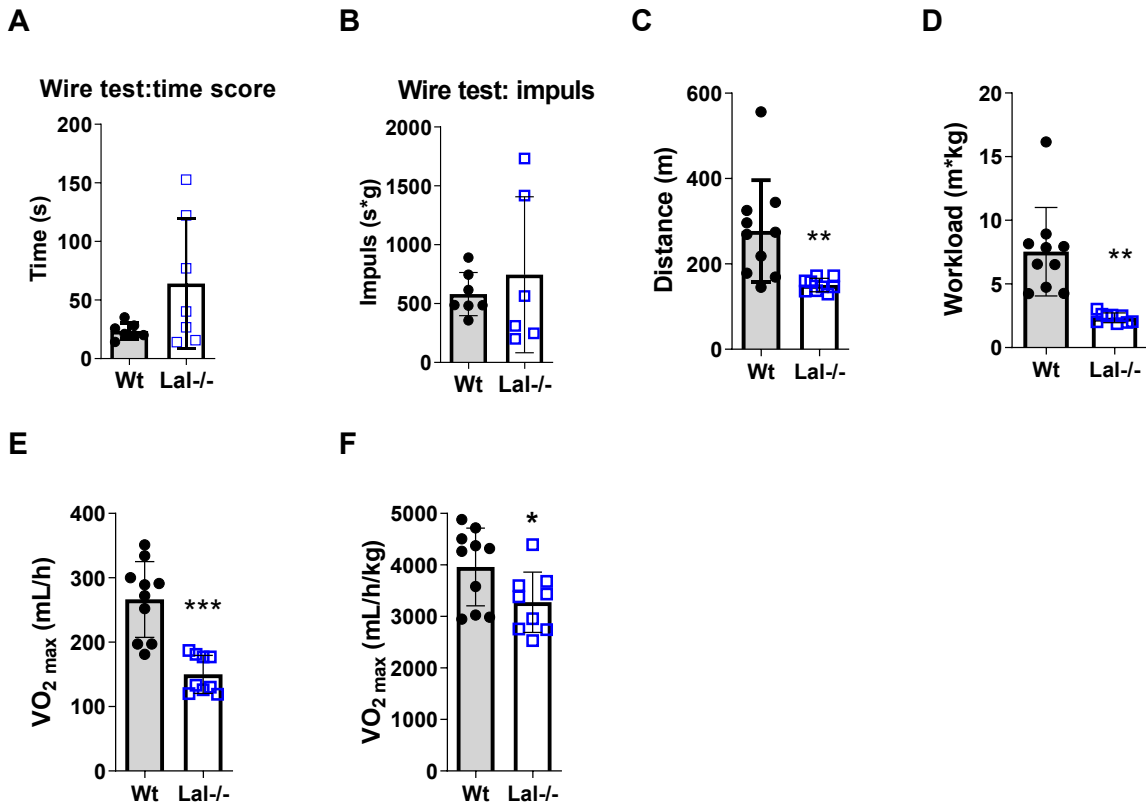 A
B
C
D
Wire test:time score
Time (s)
200
150
100
50
0
Wt
Lal-/-
Wire test: impuls
Impuls (s*g)
2000
1500
1000
500
0
Wt
Lal-/-
Distance (m)
600
400
200
0
**
Wt
Lal-/-
Workload (m*kg)
20
15
10
5
0
**
Wt
Lal-/-
E
F
VO2 max (mL/h)
400
300
200
100
0
***
Wt
Lal-/-
VO2 max (mL/h/kg)
5000
4000
3000
2000
1000
0
*
Wt
Lal-/-